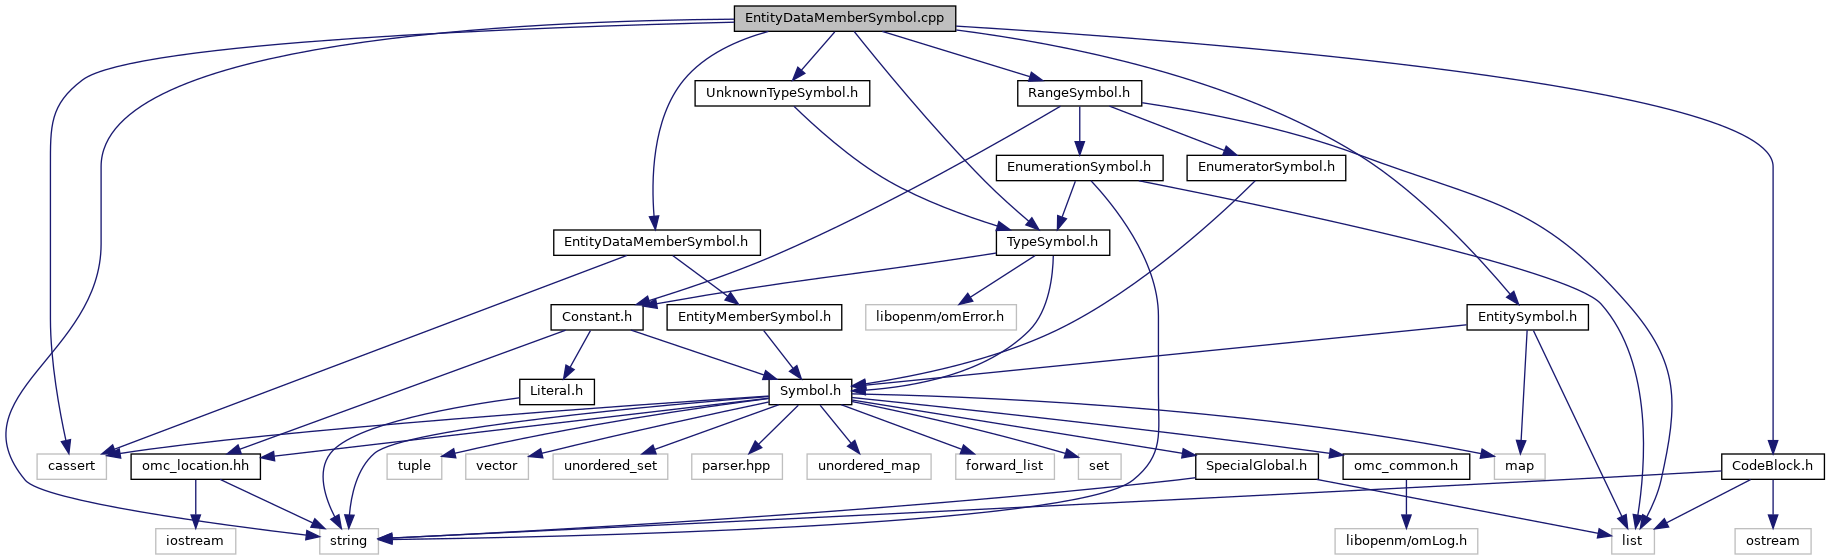 EntityDataMemberSymbol.cpp
UnknownTypeSymbol.h
RangeSymbol.h
EnumerationSymbol.h
EnumeratorSymbol.h
EntityDataMemberSymbol.h
TypeSymbol.h
Constant.h
EntityMemberSymbol.h
libopenm/omError.h
EntitySymbol.h
Literal.h
Symbol.h
cassert
omc_location.hh
tuple
vector
unordered_set
parser.hpp
unordered_map
forward_list
set
SpecialGlobal.h
omc_common.h
map
CodeBlock.h
iostream
string
libopenm/omLog.h
list
ostream